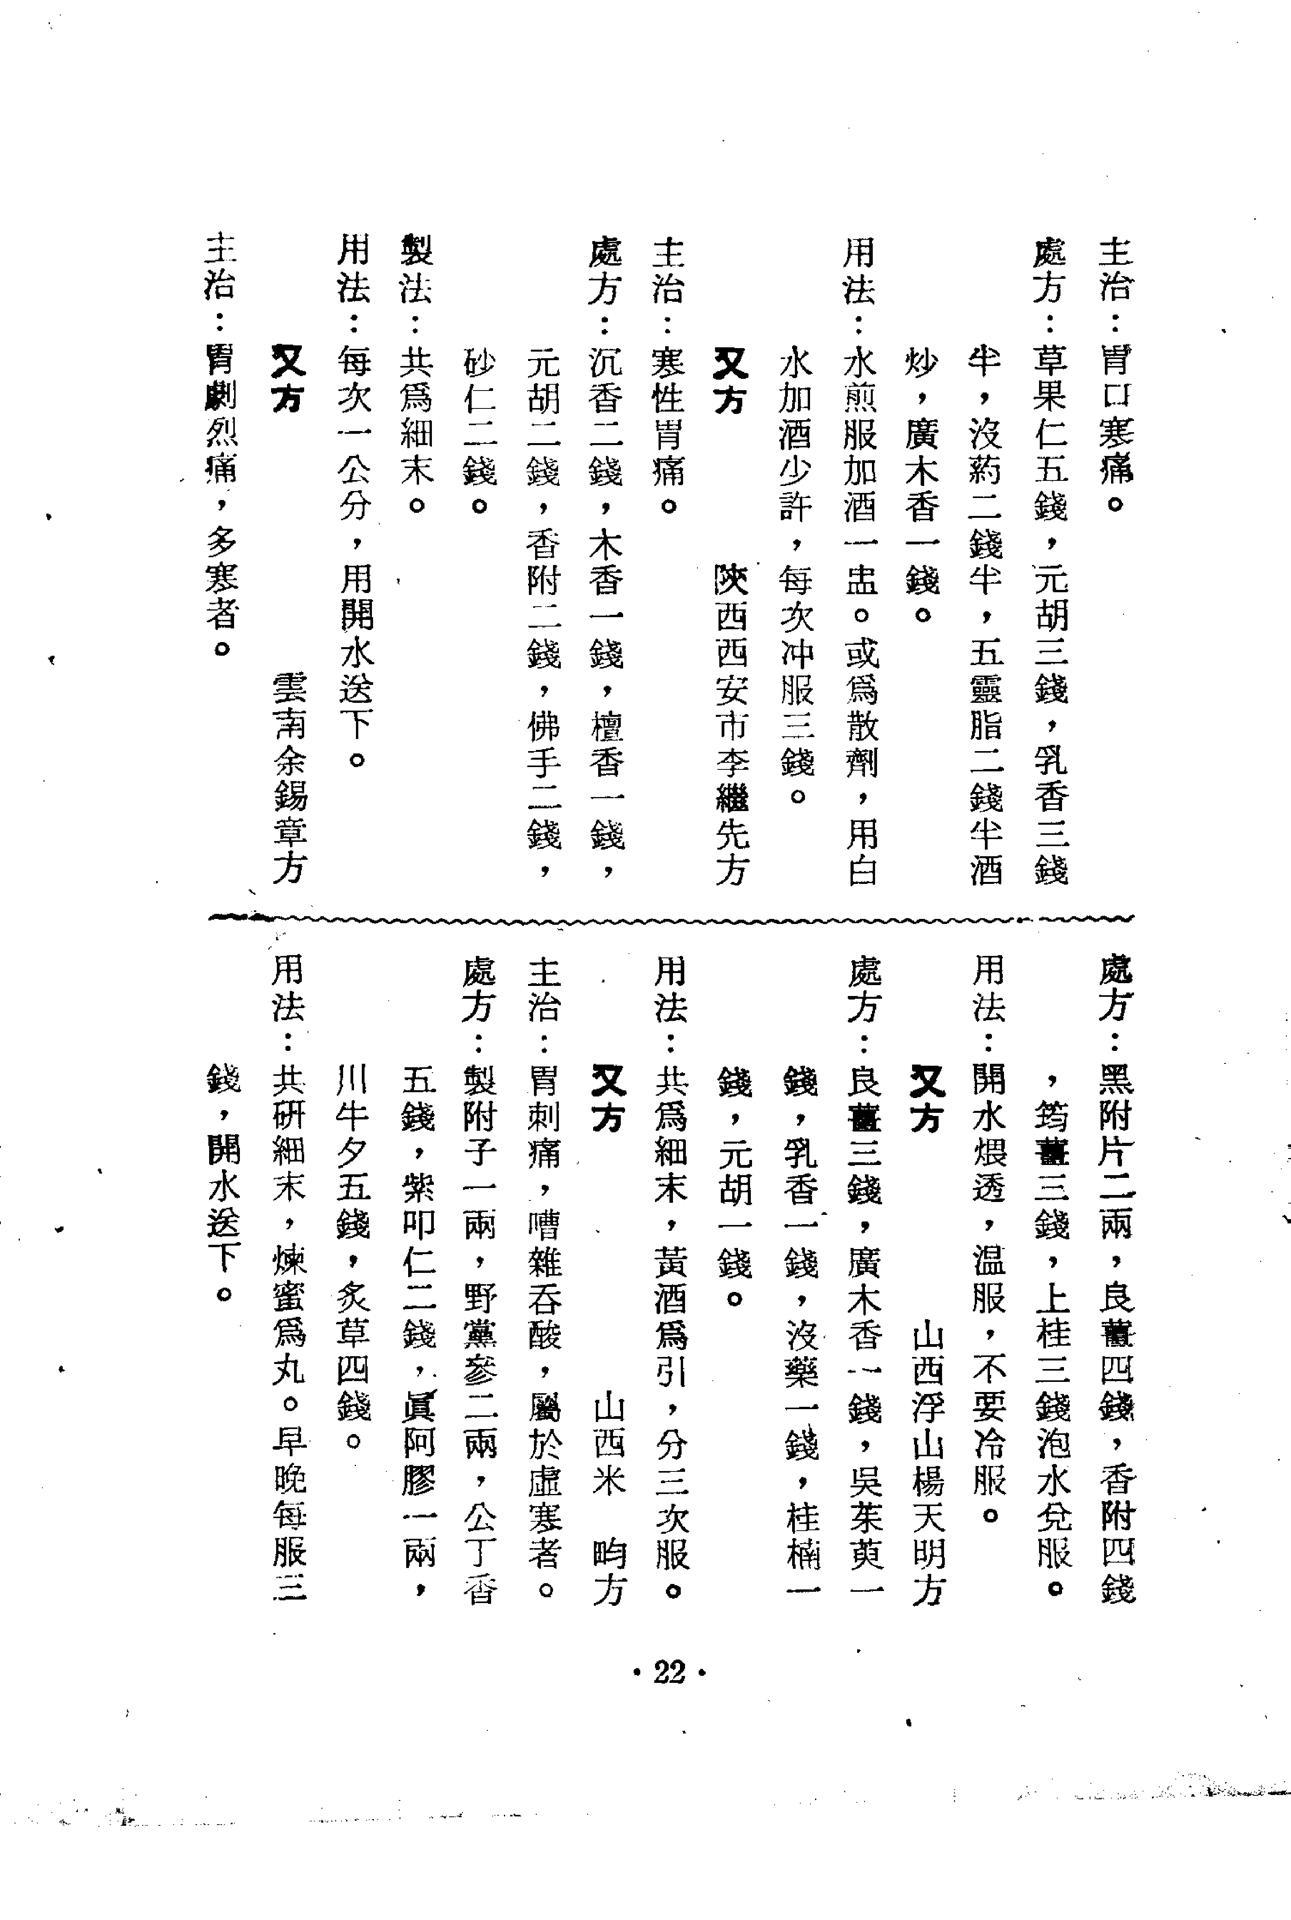 主治：胃口寒痛。
處方：草果仁五錢，元胡三錢，乳香三錢
半，沒葯二錢半，五靈脂二錢半酒
炒，廣木香一錢。
用法：水煎服加酒一盅。或爲散劑，用白
水加酒少許，每次冲服三錢。
又方　陝西西安市李繼先方
主治：寒性胃痛。
處方：沉香二錢，木香一錢，檀香一錢，
元胡二錢，香附二錢，佛手二錢，
砂仁二錢。
製法：共爲細末。
用法：每次一公分，用開水送下。
又方　雲南余錫章方
主治：胃劇烈痛，多寒者。
處方：黑附片二兩，良薑四錢，香附四錢
，筠薑三錢，上桂三錢泡水兌服。
用法：開水煨透，温服，不要冷服。
又方　山西浮山楊天明方
處方：良薑三錢，廣木香一錢，吳茱萸一
錢，乳香一錢，沒藥一錢，桂楠一
錢，元胡一錢。
用法：共爲細末，黃酒爲引，分三次服。
又方　山西米　畇方
主治：胃刺痛，嘈雜吞酸，屬於虛寒者。
處方：製附子一兩，野黨參二兩，公丁香
五錢，紫叩仁二錢，眞阿膠一兩，
川牛夕五錢，炙草四錢。
用法：共研細末，煉蜜爲丸。早晚每服三
錢，開水送下。
·22·